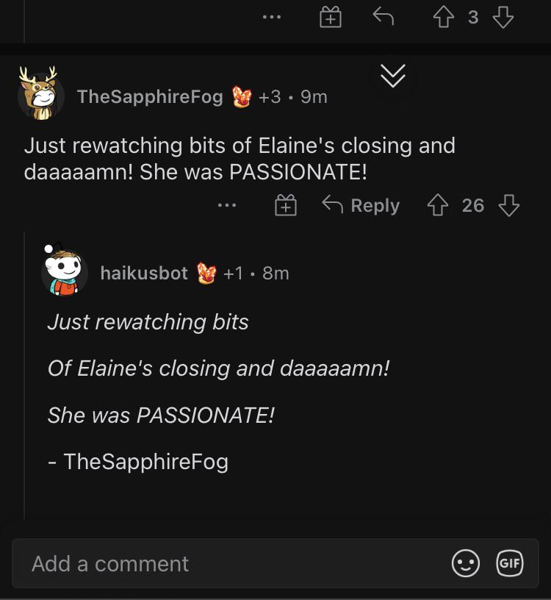 3
TheSapphireFog +3 • 9m
Just rewatching bits of Elaine's closing and
daaaaamn! She was PASSIONATE!
Reply 26
haikusbot +1 • 8m
Just rewatching bits
Of Elaine's closing and daaaaamn!
She was PASSIONATE!
- TheSapphireFog
Add a comment GIF